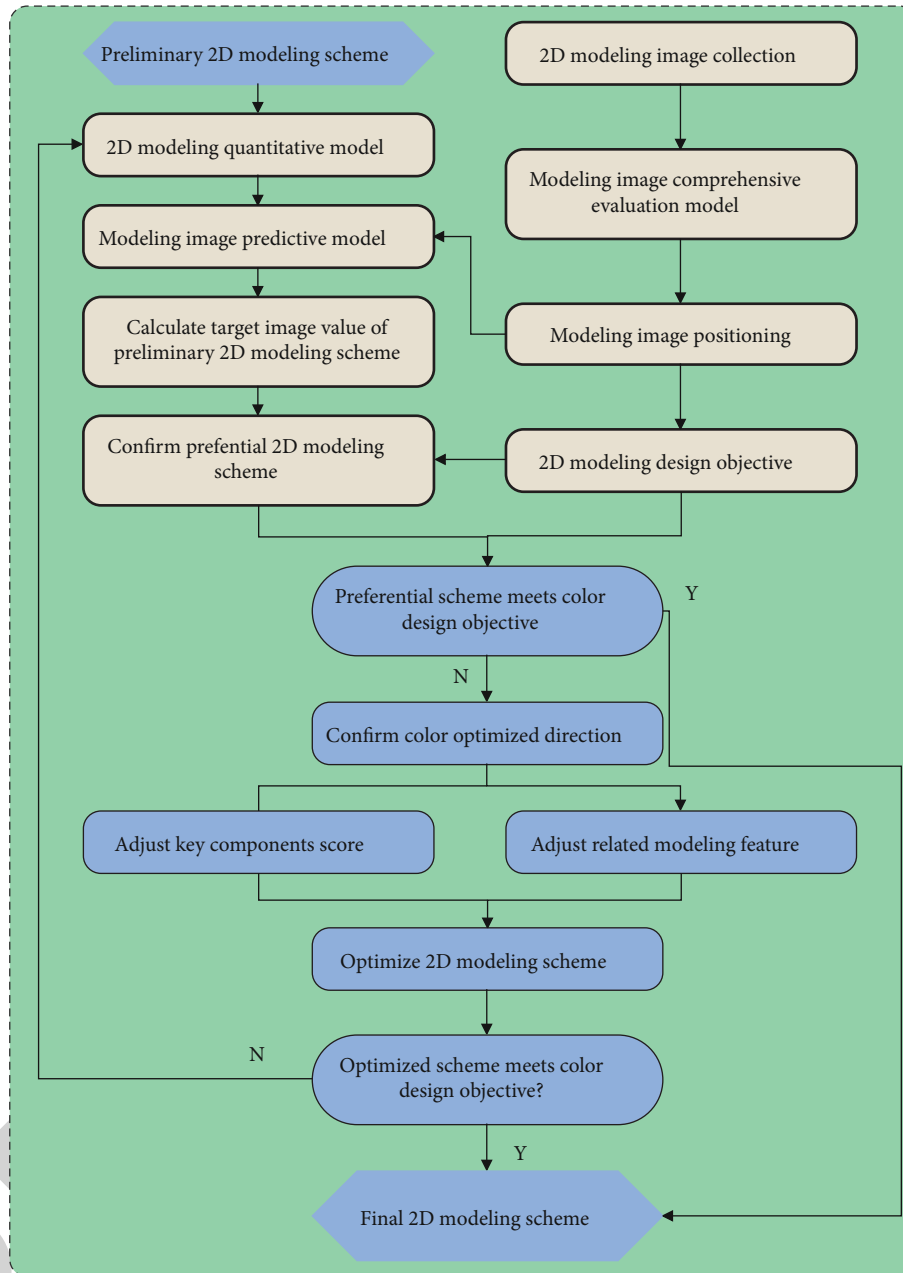 Preliminary 2D modeling scheme
2D modeling image collection
2D modeling quantitative model
Modeling image comprehensive
evaluation model
Modeling image predictive model
Calculate target image value of
preliminary 2D modeling scheme
Modeling image positioning
Confirm prefential 2D modeling
scheme
2D modeling design objective
Preferential scheme meets color
design objective
Y
N
Confirm color optimized direction
Adjust key components score
Adjust related modeling feature
Optimize 2D modeling scheme
N
Optimized scheme meets color
design objective?
Y
Final 2D modeling scheme